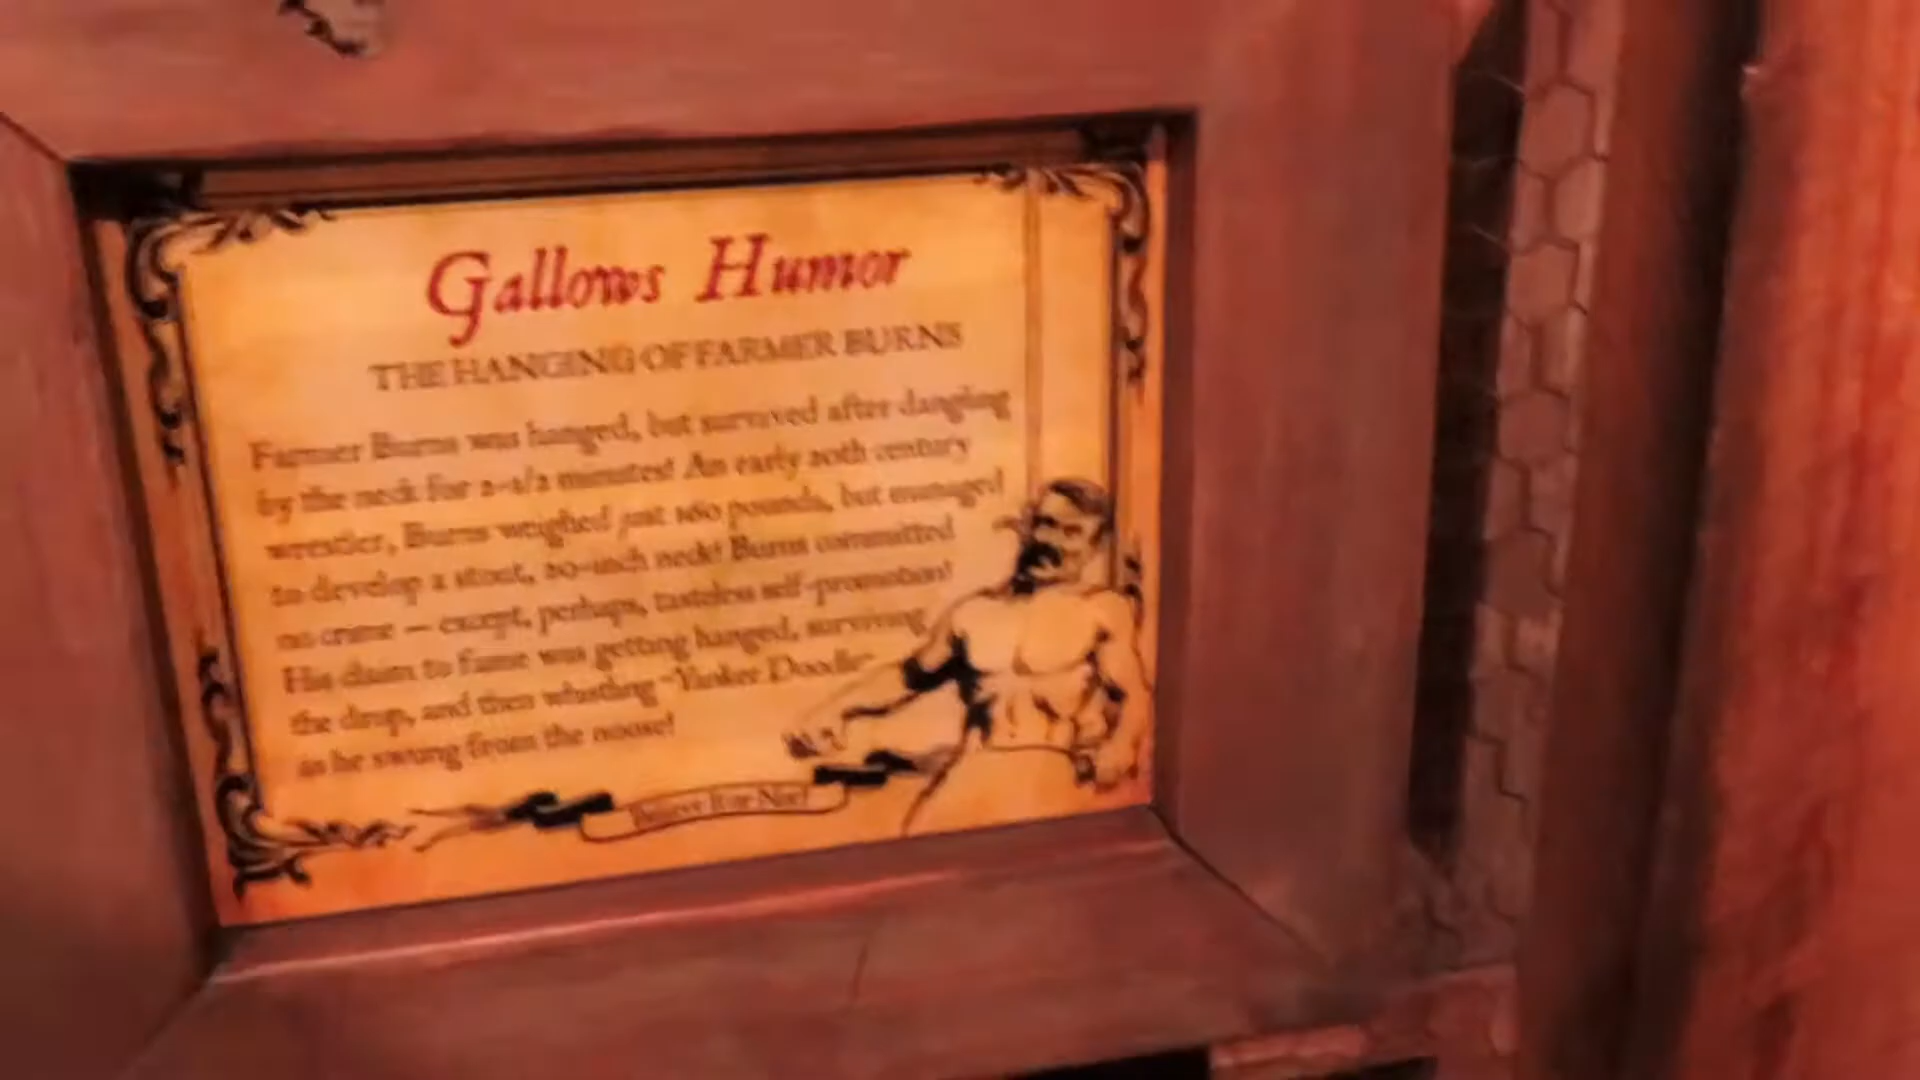 Gallows Humor
THE HANGING OF FARMER BURNS
Farmer Burns was hanged, but survived after dangling
by the neck for 2-1/2 minutes! An early 20th century
wrestler, Burns weighed just 160 pounds, but managed
to develop a stout, 20-inch neck! Burns committed
no crime — except, perhaps, tasteless self-promotion!
His claim to fame was getting hanged, surviving
the drop, and then whistling "Yankee Doodle"
as he swung from the noose!
Believe It or Not!